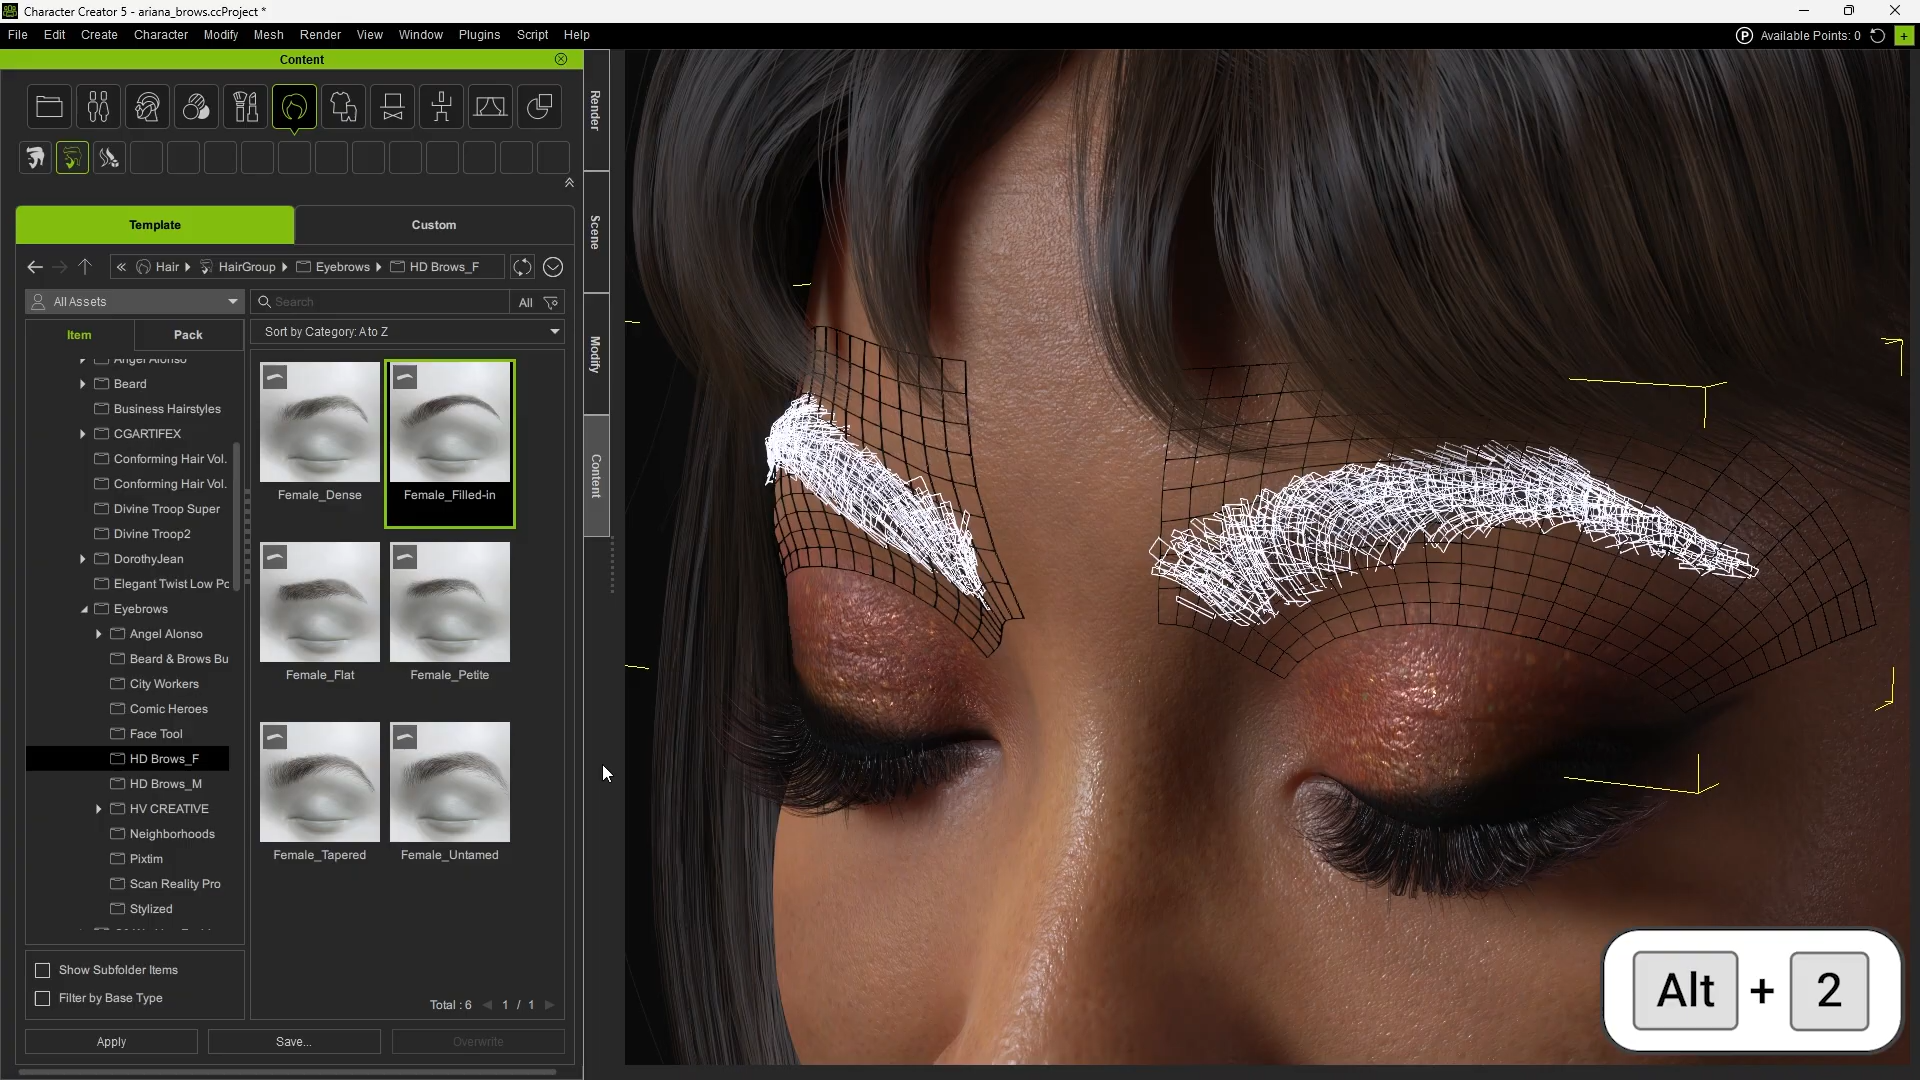 Character Creator 5 - ariana_brows.ccProject *
File Edit Create Character Modify Mesh Render View Window Plugins Script Help
P Available Points: 0
Content
Render
Scene
Modify
Content
Template Custom
Hair HairGroup Eyebrows HD Brows_F
All Assets Search All
Item Pack Sort by Category: A to Z
Angel Alonso
Beard
Business Hairstyles
CGARTIFEX
Conforming Hair Vol.
Conforming Hair Vol.
Divine Troop Super
Divine Troop2
DorothyJean
Elegant Twist Low Po
Eyebrows
Angel Alonso
Beard & Brows Bu
City Workers
Comic Heroes
Face Tool
HD Brows_F
HD Brows_M
HV CREATIVE
Neighborhoods
Pixtim
Scan Reality Pro
Stylized
Female_Dense Female_Filled-in
Female_Flat Female_Petite
Female_Tapered Female_Untamed
Show Subfolder Items
Filter by Base Type
Total : 6 1 / 1
Apply Save... Overwrite
Alt + 2